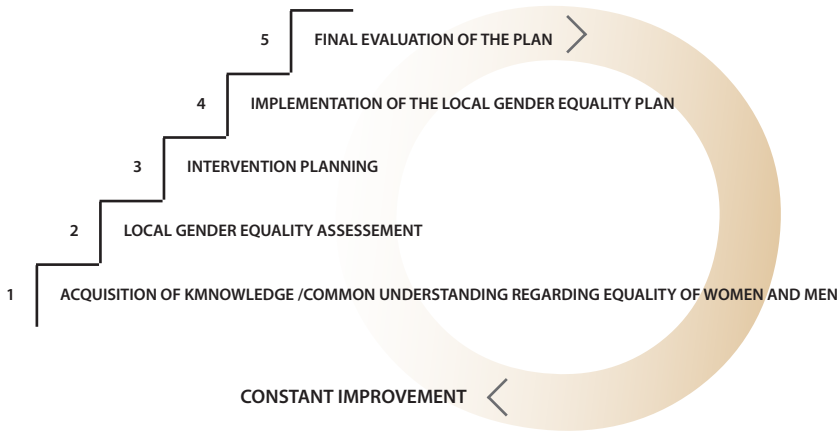 5 FINAL EVALUATION OF THE PLAN
4 IMPLEMENTATION OF THE LOCAL GENDER EQUALITY PLAN
3 INTERVENTION PLANNING
2 LOCAL GENDER EQUALITY ASSESSEMENT
1 ACQUISITION OF KMNOWLEDGE /COMMON UNDERSTANDING REGARDING EQUALITY OF WOMEN AND MEN
CONSTANT IMPROVEMENT